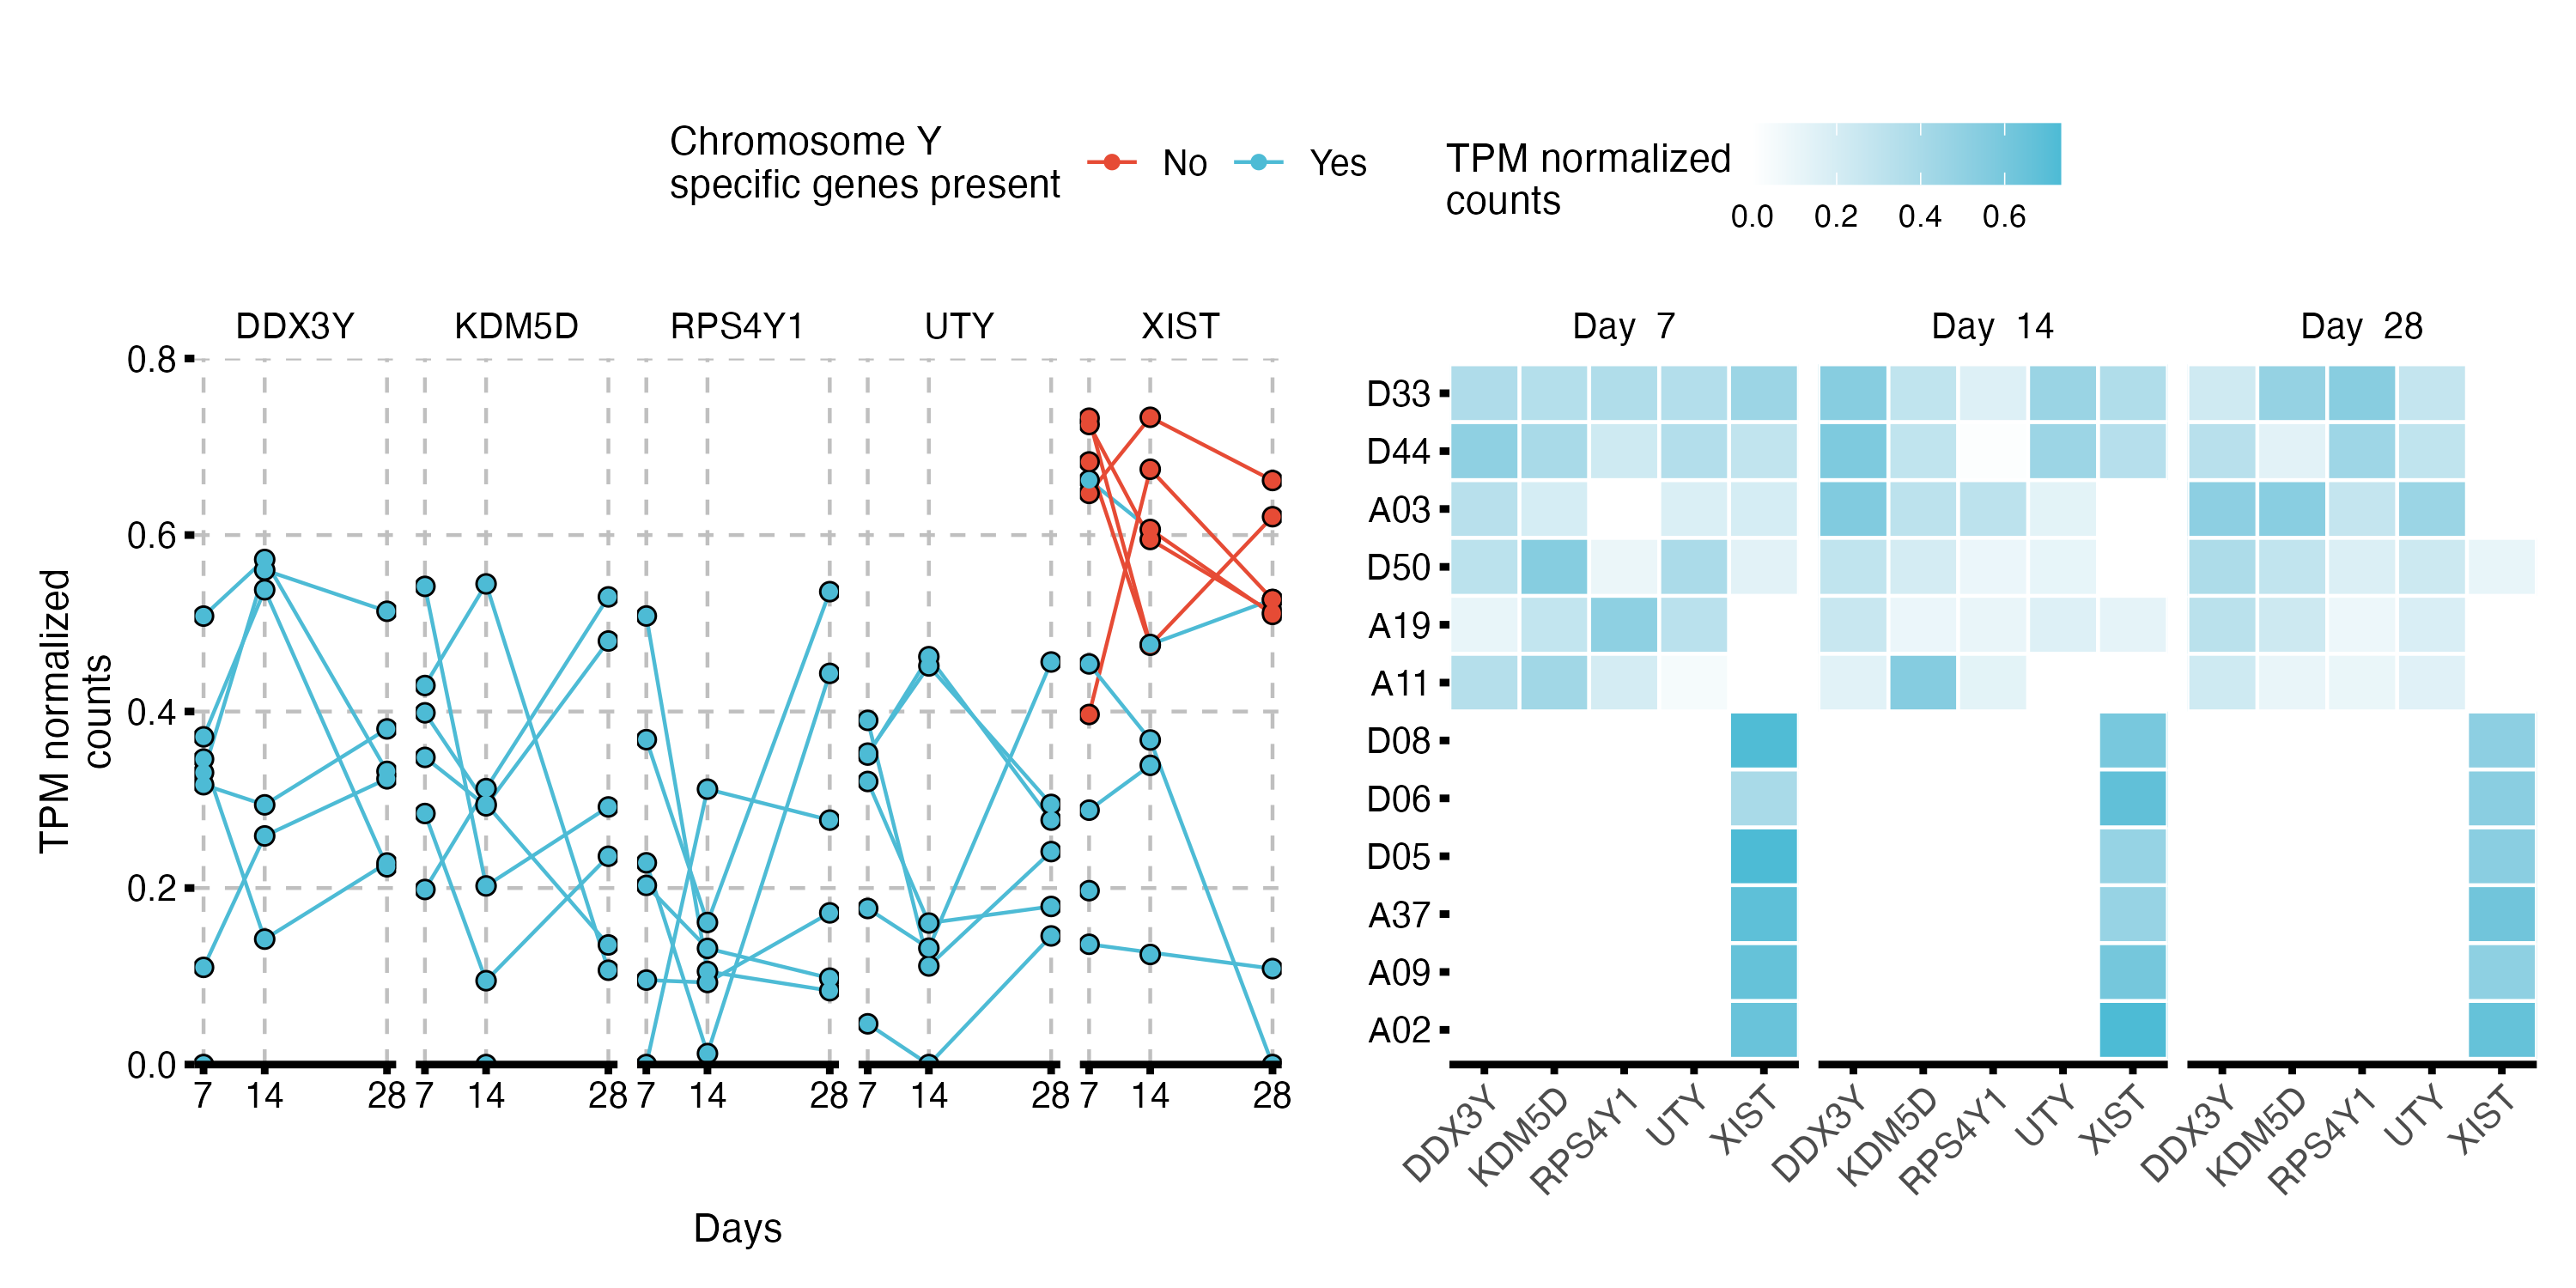 Chromosome Y
specific genes present
No
Yes
TPM normalized
counts
0.0 0.2 0.4 0.6
DDX3Y KDM5D RPS4Y1 UTY XIST
0.8
0.6
0.4
0.2
0.0
TPM normalized
counts
7 14 28 7 14 28 7 14 28 7 14 28 7 14 28
Days
Day 7 Day 14 Day 28
D33
D44
A03
D50
A19
A11
D08
D06
D05
A37
A09
A02
DDX3Y KDM5D RPS4Y1 UTY XIST DDX3Y KDM5D RPS4Y1 UTY XIST DDX3Y KDM5D RPS4Y1 UTY XIST